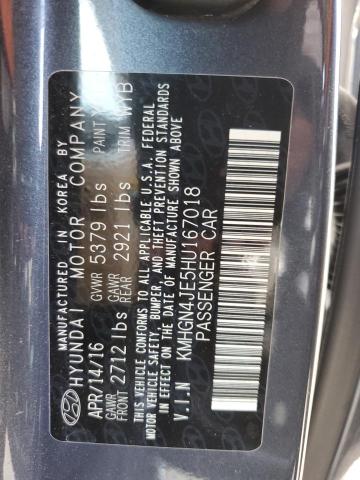 MANUFACTURED IN KOREA BY
HYUNDAI MOTOR COMPANY
APR/14/16 GVWR 5379 lbs PAINT
GAWR FRONT 2712 lbs GAWR REAR 2921 lbs TRIM WYB
THIS VEHICLE CONFORMS TO ALL APPLICABLE U.S.A. FEDERAL
MOTOR VEHICLE SAFETY, BUMPER, AND THEFT PREVENTION STANDARDS
IN EFFECT ON THE DATE OF MANUFACTURE SHOWN ABOVE
V.I.N KMHGN4JE5HU167018
PASSENGER CAR